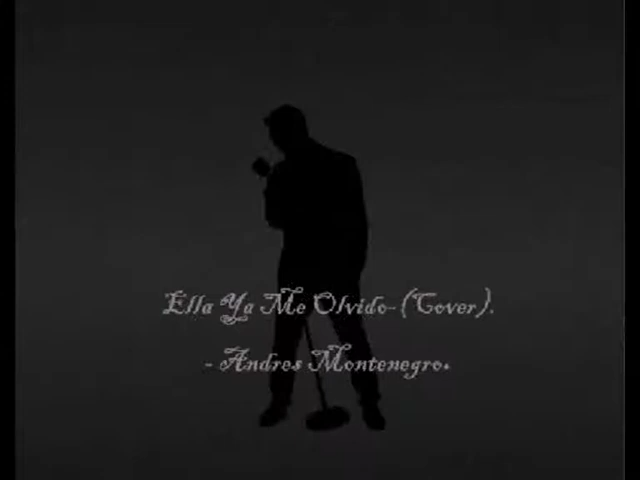 Ella Ya Me Olvido-(Cover).
- Andres Montenegro.